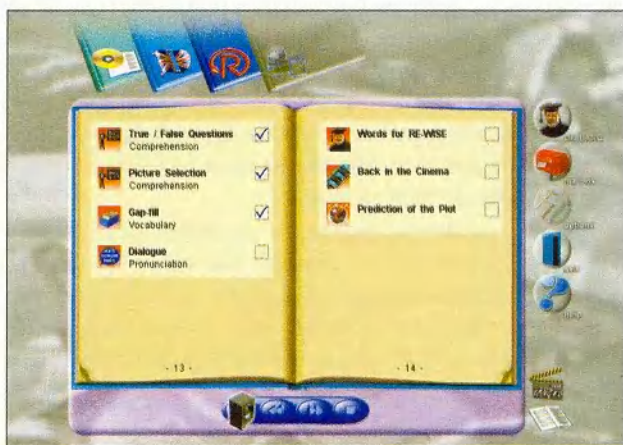 True / False Questions
Comprehension
Picture Selection
Comprehension
Gap-fill
Vocabulary
Dialogue
Pronunciation
- 13 -
Words for RE-WISE
Back in the Cinema
Prediction of the Plot
- 14 -
R
Help